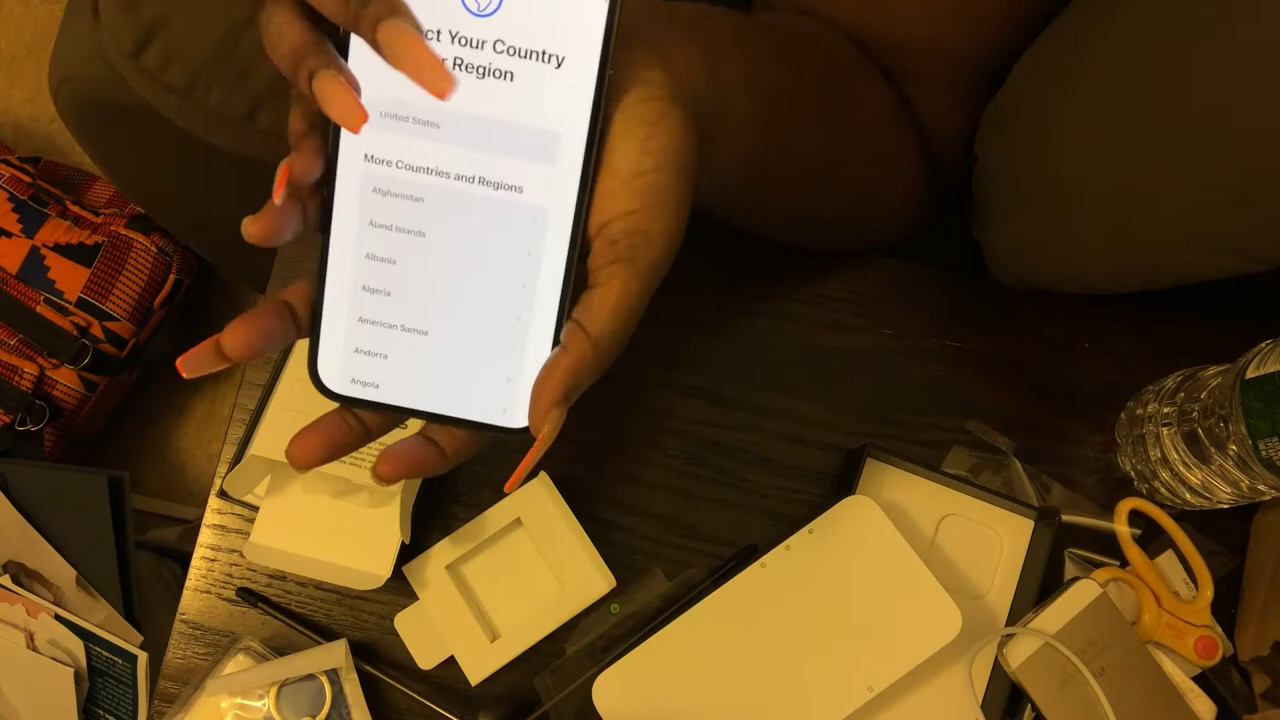 ct Your Country
r Region
United States
More Countries and Regions
Afghanistan
Åland Islands
Albania
Algeria
American Samoa
Andorra
Angola